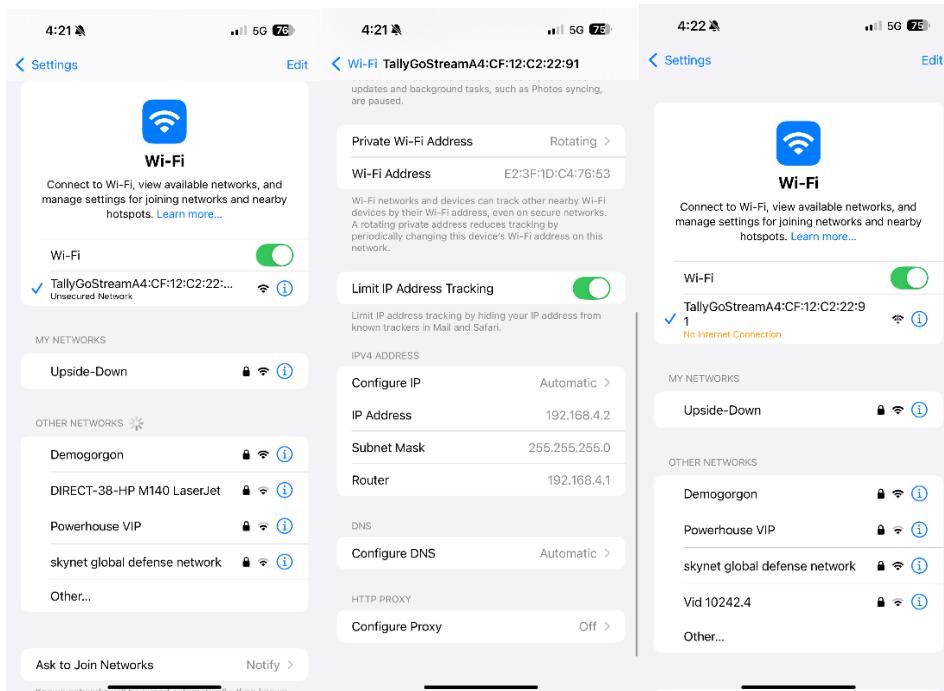 4:21
5G 76
Settings
Edit
Wi-Fi
Connect to Wi-Fi, view available networks, and
manage settings for joining networks and nearby
hotspots. Learn more...
Wi-Fi
TallyGoStreamA4:CF:12:C2:22:...
Unsecured Network
MY NETWORKS
Upside-Down
OTHER NETWORKS
Demogorgon
DIRECT-38-HP M140 LaserJet
Powerhouse VIP
skynet global defense network
Other...
Ask to Join Networks
Notify
4:21
5G 75
Wi-Fi TallyGoStreamA4:CF:12:C2:22:91
updates and background tasks, such as Photos syncing,
are paused.
Private Wi-Fi Address
Rotating
Wi-Fi Address
E2:3F:1D:C4:76:53
Wi-Fi networks and devices can track other nearby Wi-Fi
devices by their Wi-Fi address, even on secure networks.
A rotating private address reduces tracking by
periodically changing this device's Wi-Fi address on this
network.
Limit IP Address Tracking
Limit IP address tracking by hiding your IP address from
known trackers in Mail and Safari.
IPV4 ADDRESS
Configure IP
Automatic
IP Address
192.168.4.2
Subnet Mask
255.255.255.0
Router
192.168.4.1
DNS
Configure DNS
Automatic
HTTP PROXY
Configure Proxy
Off
4:22
5G 75
Settings
Edit
Wi-Fi
Connect to Wi-Fi, view available networks, and
manage settings for joining networks and nearby
hotspots. Learn more...
Wi-Fi
TallyGoStreamA4:CF:12:C2:22:9
1
No Internet Connection
MY NETWORKS
Upside-Down
OTHER NETWORKS
Demogorgon
Powerhouse VIP
skynet global defense network
Vid 10242.4
Other...